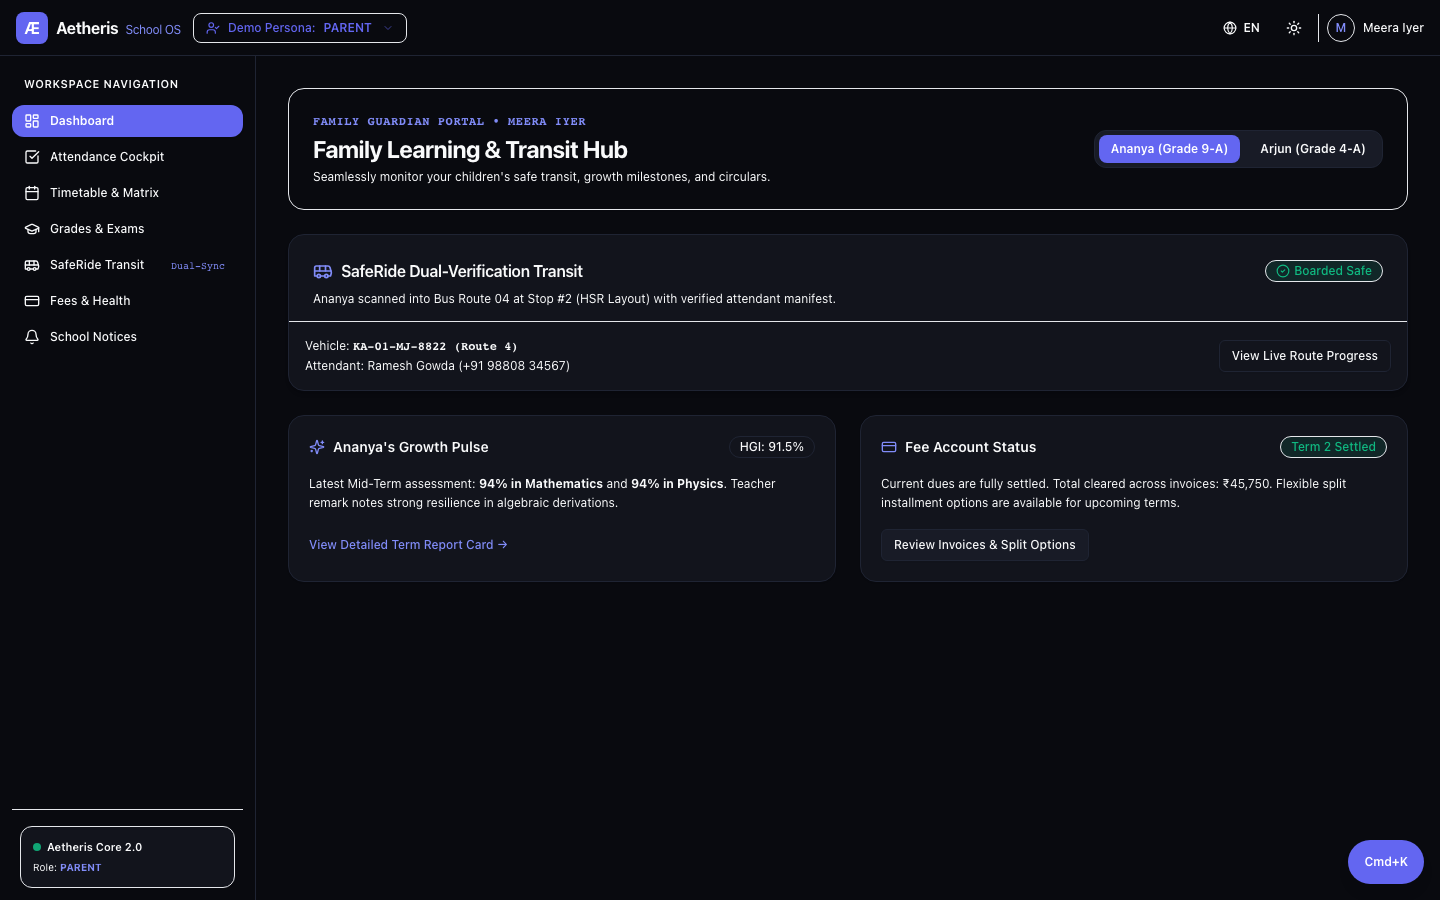 Æ Aetheris School OS
Demo Persona: PARENT
EN
M Meera Iyer
WORKSPACE NAVIGATION
Dashboard
Attendance Cockpit
Timetable & Matrix
Grades & Exams
SafeRide Transit Dual-Sync
Fees & Health
School Notices
Aetheris Core 2.0
Role: PARENT
FAMILY GUARDIAN PORTAL • MEERA IYER
Family Learning & Transit Hub
Seamlessly monitor your children's safe transit, growth milestones, and circulars.
Ananya (Grade 9-A) Arjun (Grade 4-A)
SafeRide Dual-Verification Transit
Boarded Safe
Ananya scanned into Bus Route 04 at Stop #2 (HSR Layout) with verified attendant manifest.
Vehicle: KA-01-MJ-8822 (Route 4)
Attendant: Ramesh Gowda (+91 98808 34567)
View Live Route Progress
Ananya's Growth Pulse
HGI: 91.5%
Latest Mid-Term assessment: 94% in Mathematics and 94% in Physics. Teacher
remark notes strong resilience in algebraic derivations.
View Detailed Term Report Card →
Fee Account Status
Term 2 Settled
Current dues are fully settled. Total cleared across invoices: ₹45,750. Flexible split
installment options are available for upcoming terms.
Review Invoices & Split Options
Cmd+K